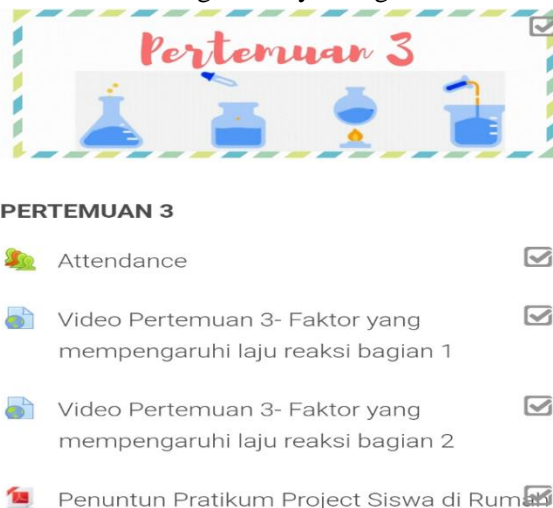 Pertemuan 3
PERTEMUAN 3
Attendance
Video Pertemuan 3- Faktor yang
mempengaruhi laju reaksi bagian 1
Video Pertemuan 3- Faktor yang
mempengaruhi laju reaksi bagian 2
Penuntun Pratikum Project Siswa di Rumah